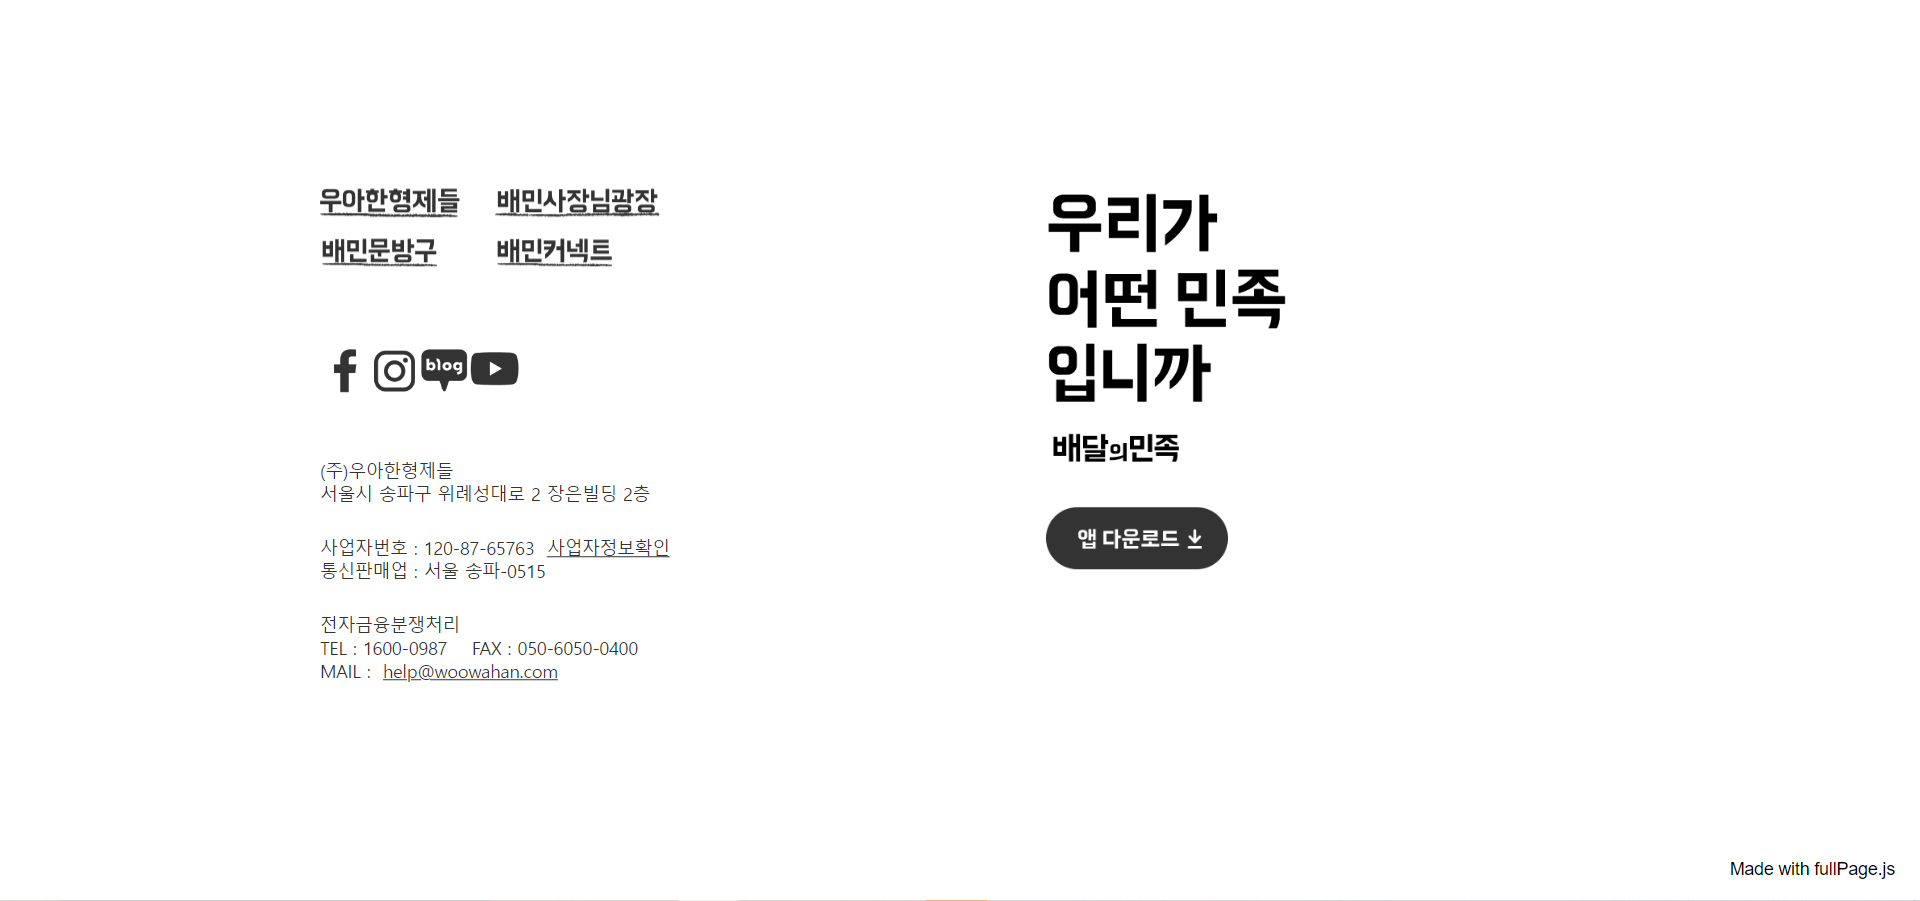 우아한형제들 배민사장님광장
배민문방구 배민커넥트
blog
(주)우아한형제들
서울시 송파구 위례성대로 2 장은빌딩 2층
사업자번호 : 120-87-65763 사업자정보확인
통신판매업 : 서울 송파-0515
전자금융분쟁처리
TEL : 1600-0987 FAX : 050-6050-0400
MAIL : help@woowahan.com
우리가
어떤 민족
입니까
배달의민족
앱 다운로드
Made with fullPage.js